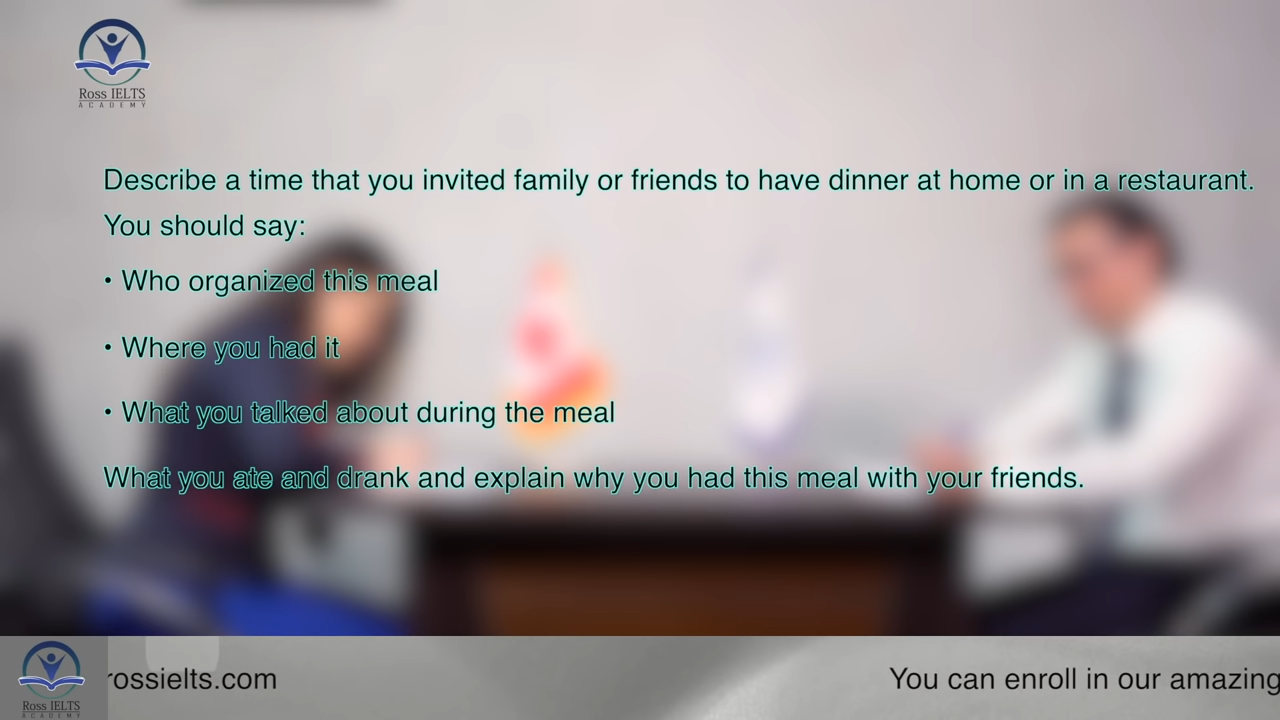 Ross IELTS
ACADEMY
Describe a time that you invited family or friends to have dinner at home or in a restaurant.
You should say:
• Who organized this meal
• Where you had it
• What you talked about during the meal
What you ate and drank and explain why you had this meal with your friends.
Ross IELTS
ACADEMY
rossielts.com
You can enroll in our amazing